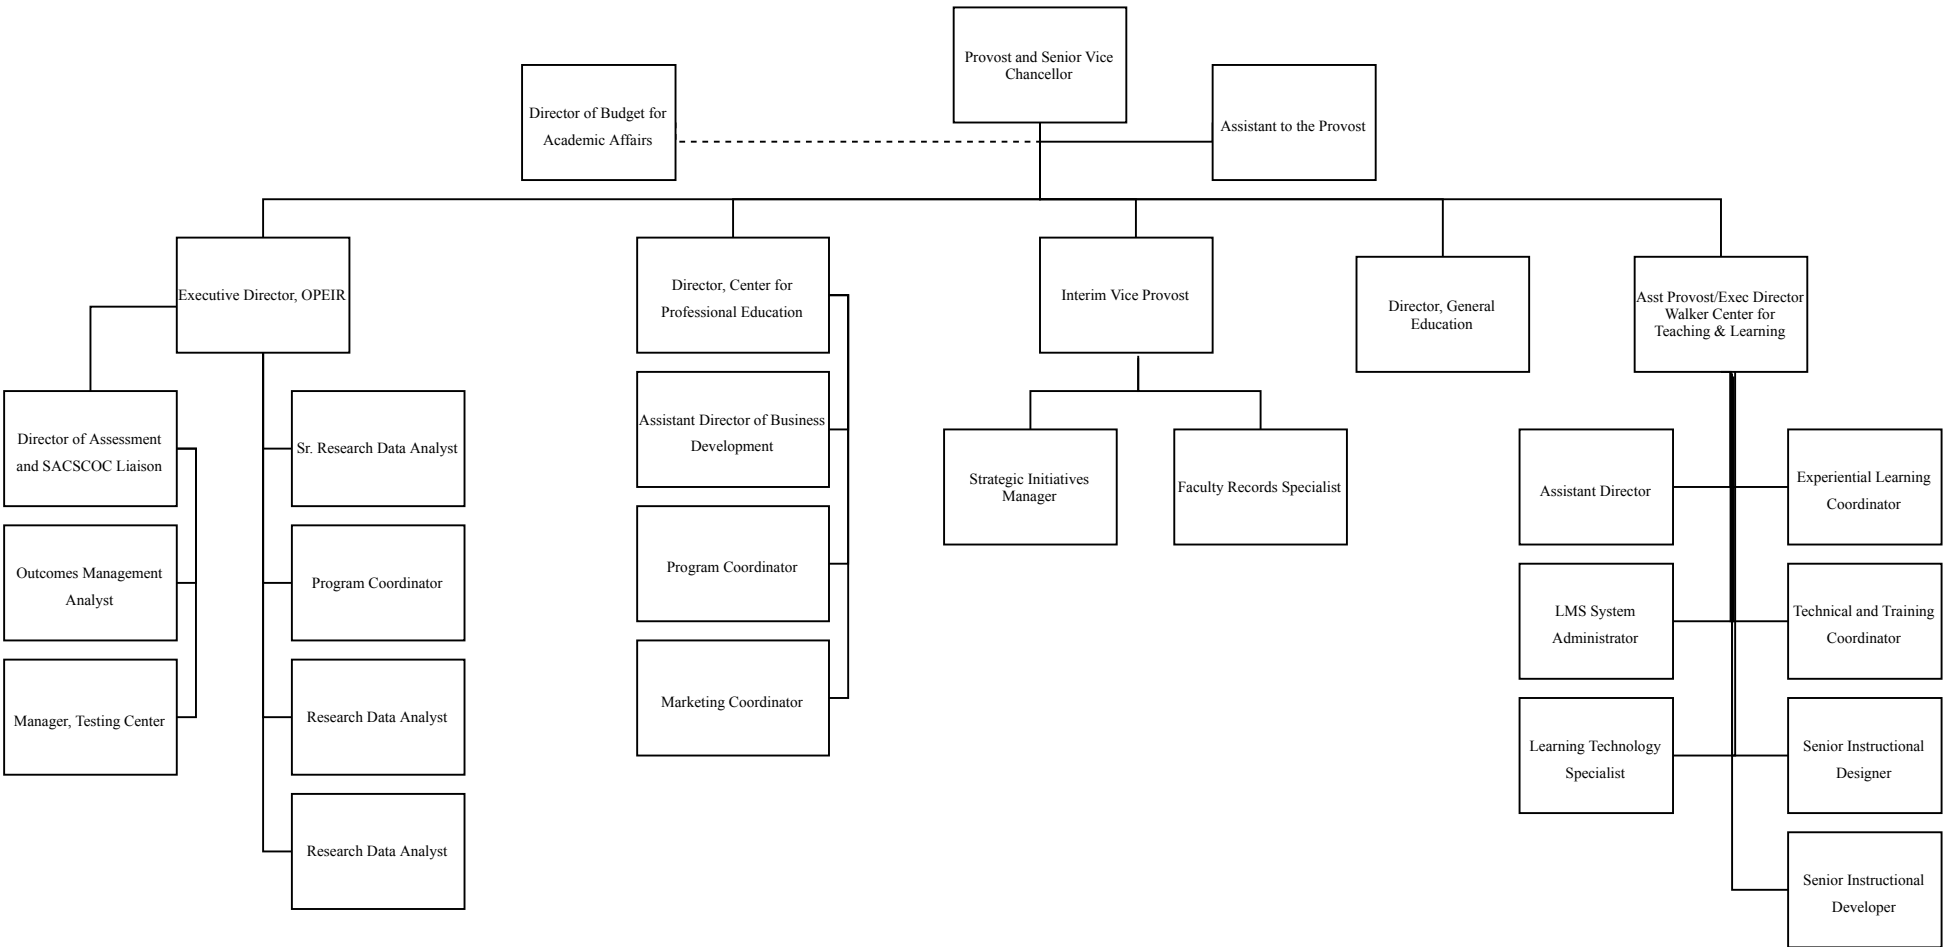 Provost and Senior Vice
Chancellor
Director of Budget for
Academic Affairs
Assistant to the Provost
Executive Director, OPEIR
Director, Center for
Professional Education
Interim Vice Provost
Director, General
Education
Asst Provost/Exec Director
Walker Center for
Teaching & Learning
Director of Assessment
and SACSCOC Liaison
Outcomes Management
Analyst
Manager, Testing Center
Sr. Research Data Analyst
Program Coordinator
Research Data Analyst
Research Data Analyst
Assistant Director of Business
Development
Program Coordinator
Marketing Coordinator
Strategic Initiatives
Manager
Faculty Records Specialist
Assistant Director
LMS System
Administrator
Learning Technology
Specialist
Experiential Learning
Coordinator
Technical and Training
Coordinator
Senior Instructional
Designer
Senior Instructional
Developer